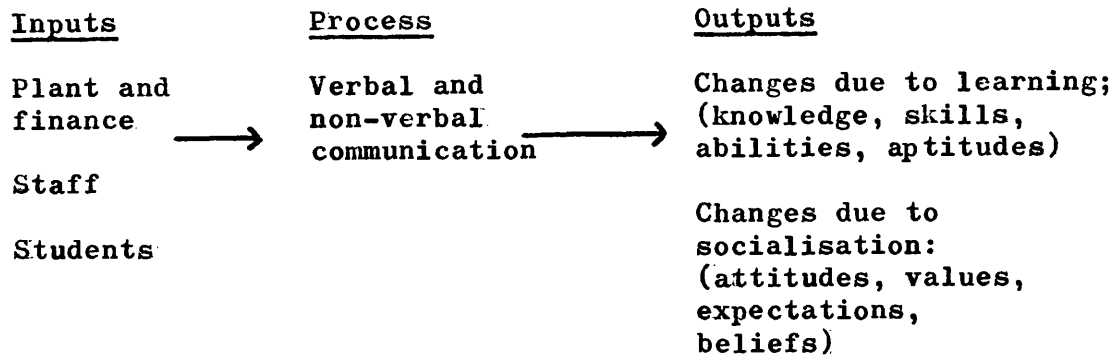 Inputs
Plant and
finance
Staff
Students
Process
Verbal and
non-verbal
communication
Outputs
Changes due to learning;
(knowledge, skills,
abilities, aptitudes)
Changes due to
socialisation:
(attitudes, values,
expectations,
beliefs)